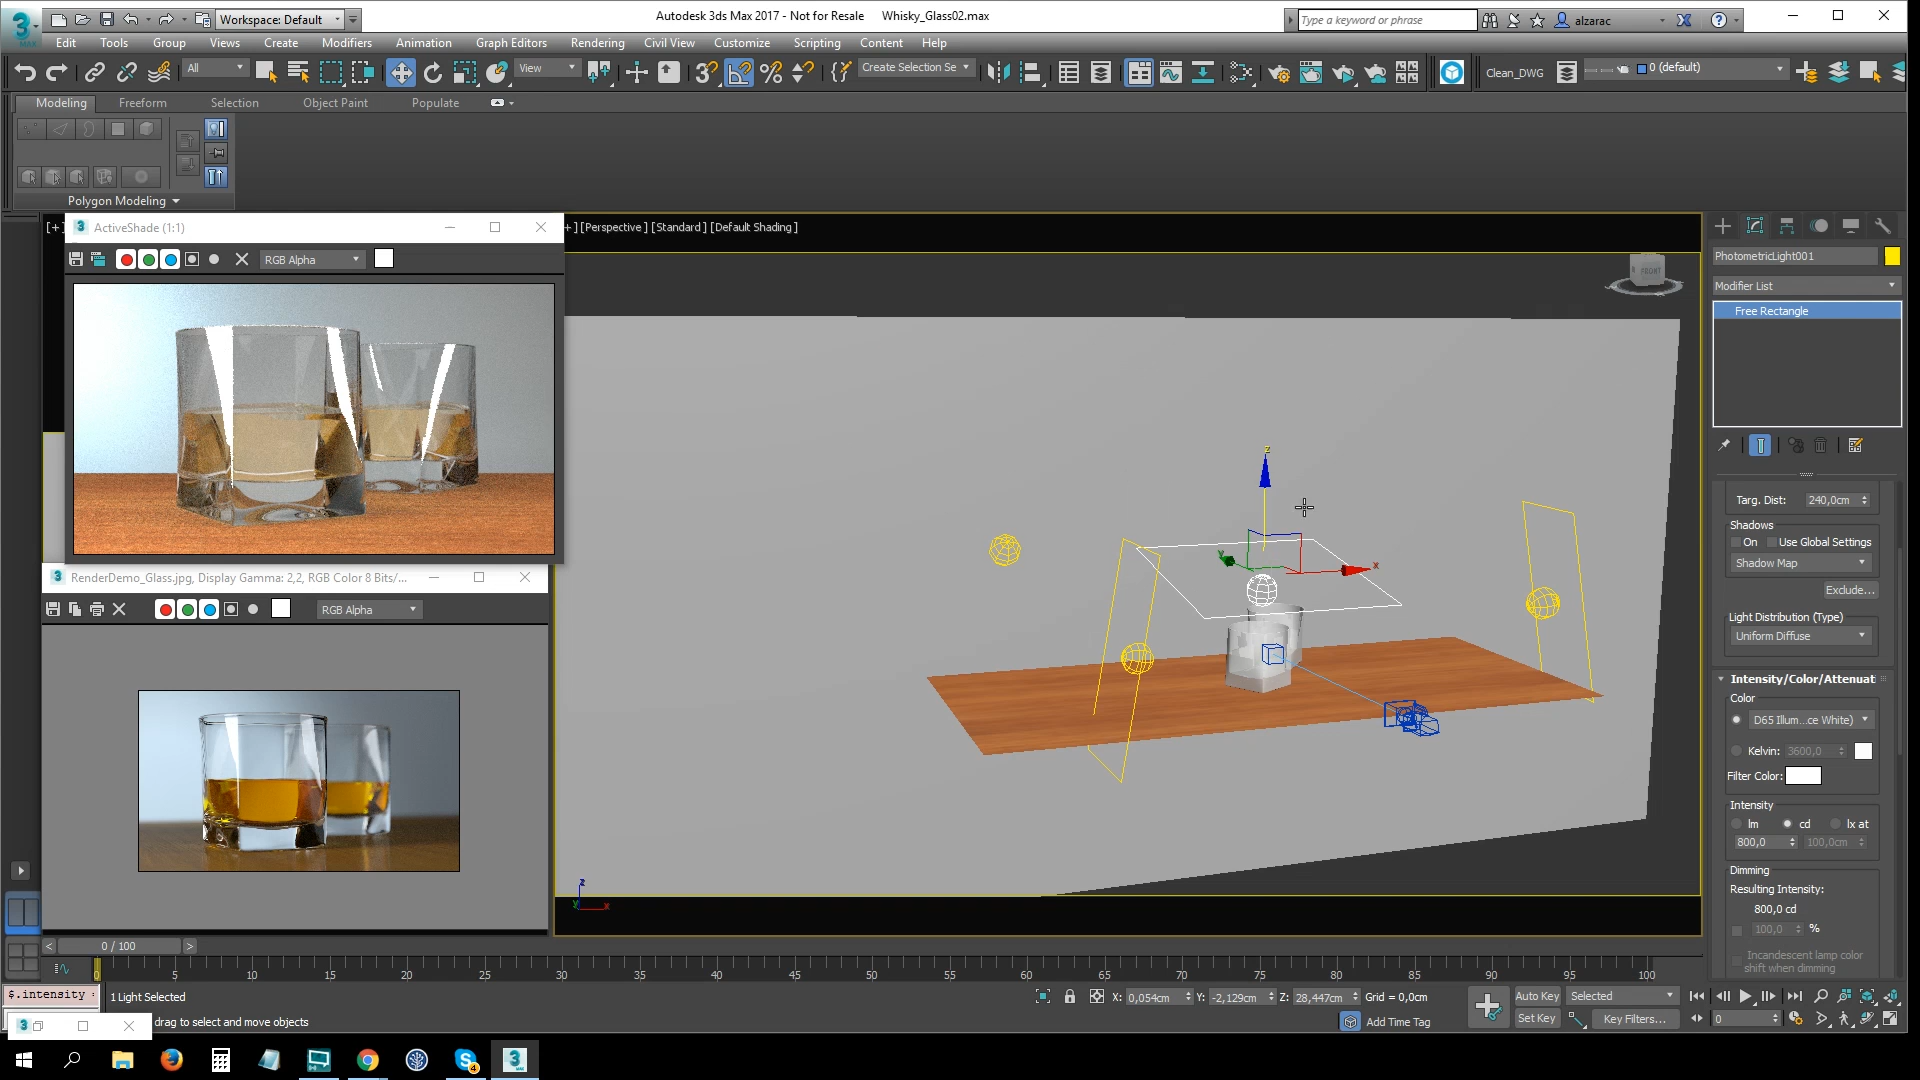 Workspace: Default
Autodesk 3ds Max 2017 - Not for Resale    Whisky_Glass02.max
Type a keyword or phrase
alzarac
3
MAX
Edit Tools Group Views Create Modifiers Animation Graph Editors Rendering Civil View Customize Scripting Content Help
All
View
Create Selection Se
Clean_DWG
0 (default)
Modeling Freeform Selection Object Paint Populate
Polygon Modeling
[+]
ActiveShade (1:1)
+] [Perspective ] [Standard ] [Default Shading ]
RGB Alpha
FRONT
z
y
x
RenderDemo_Glass.jpg, Display Gamma: 2,2, RGB Color 8 Bits/...
RGB Alpha
z
y
x
PhotometricLight001
Modifier List
Free Rectangle
Targ. Dist: 240,0cm
Shadows
On Use Global Settings
Shadow Map
Exclude...
Light Distribution (Type)
Uniform Diffuse
Intensity/Color/Attenuat
Color
D65 Illum...ce White)
Kelvin: 3600,0
Filter Color:
Intensity
lm cd lx at
800,0 100,0cm
Dimming
Resulting Intensity:
800,0 cd
100,0 %
Incandescent lamp color
shift when dimming
< 0 / 100 >
0 5 10 15 20 25 30 35 40 45 50 55 60 65 70 75 80 85 90 95 100
$.intensity
1 Light Selected
X: 0,054cm Y: -2,129cm Z: 28,447cm Grid = 0,0cm
Auto Key Selected
drag to select and move objects
Add Time Tag
Set Key Key Filters...
0
4
3
MAX